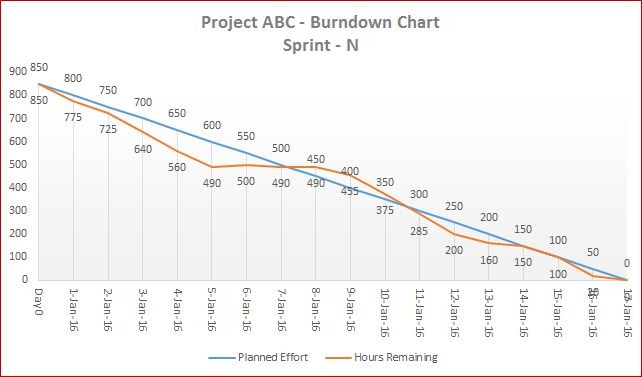 Project ABC - Burndown Chart
Sprint - N
900
800
700
600
500
400
300
200
100
0
850 800 750 700 650 600 550 500 450 400 350 300 250 200 150 100 50 0
850 775 725 640 560 490 500 490 490 455 375 285 200 160 150 100 20 0
Day0 1-Jan-16 2-Jan-16 3-Jan-16 4-Jan-16 5-Jan-16 6-Jan-16 7-Jan-16 8-Jan-16 9-Jan-16 10-Jan-16 11-Jan-16 12-Jan-16 13-Jan-16 14-Jan-16 15-Jan-16 16-Jan-16 17-Jan-16
Planned Effort Hours Remaining